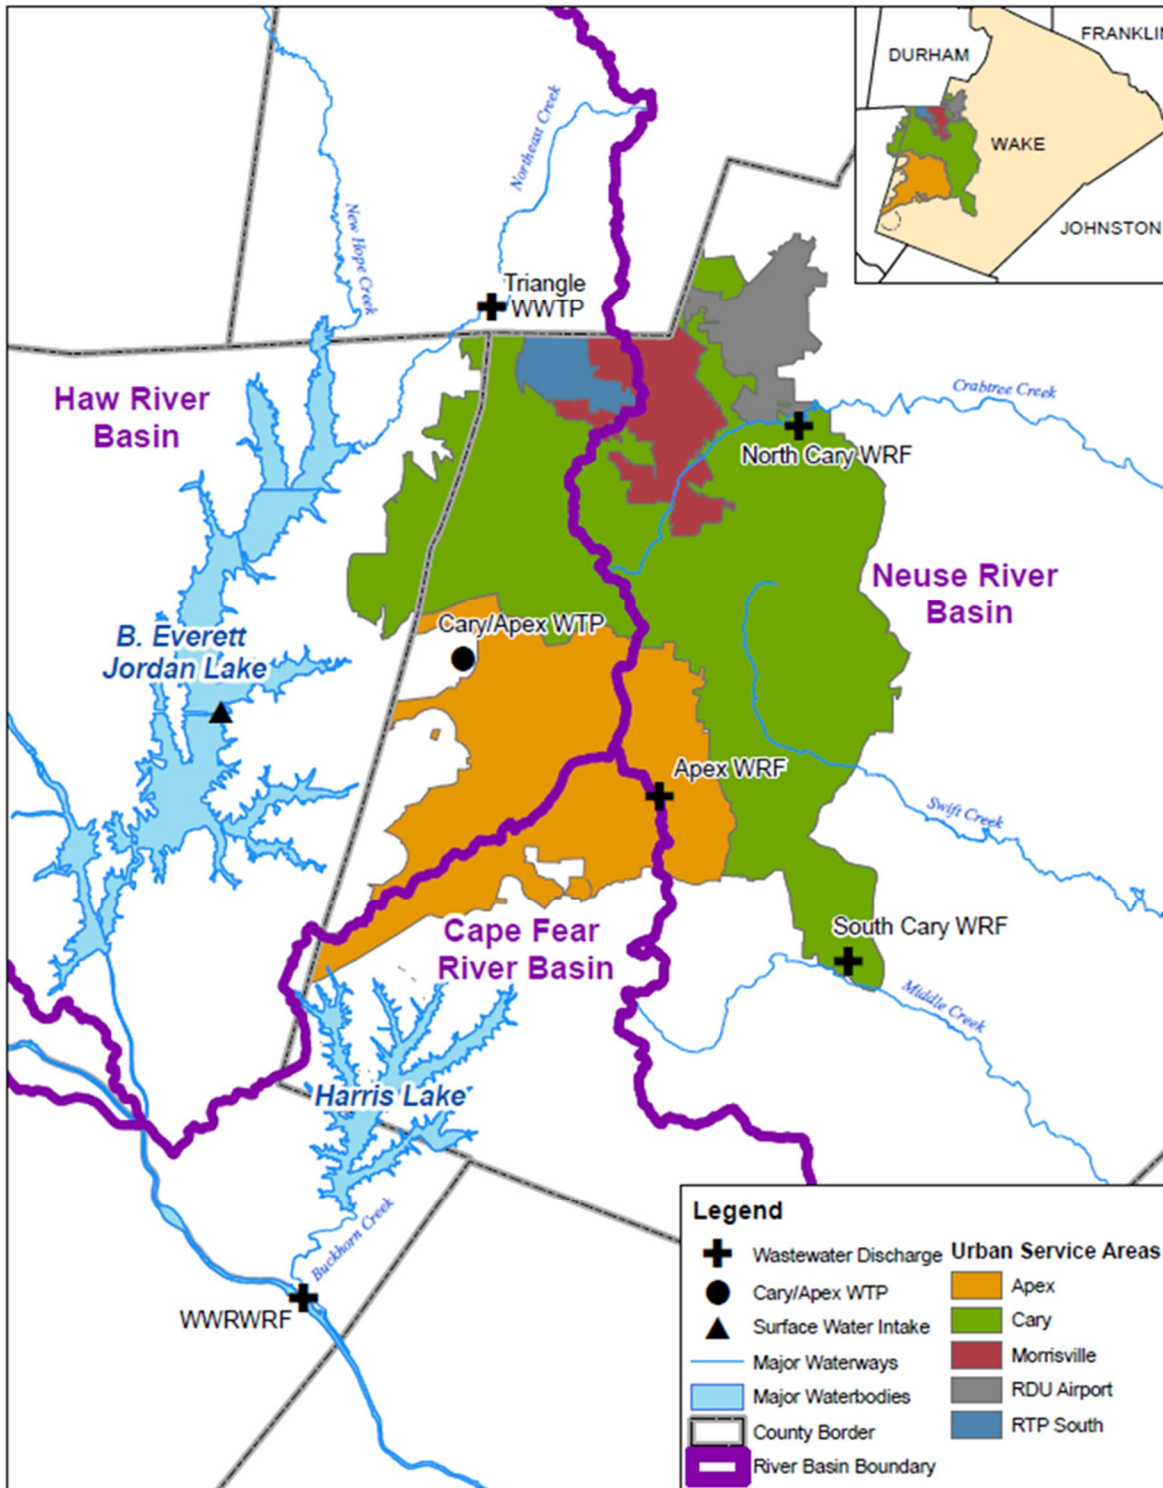 DURHAM
FRANKLIN
WAKE
JOHNSTON
Northeast Creek
New Hope Creek
Triangle
WWTP
Haw River
Basin
Crabtree Creek
North Cary WRF
Neuse River
Basin
Cary/Apex WTP
B. Everett
Jordan Lake
Apex WRF
Swift Creek
Cape Fear
River Basin
South Cary WRF
Middle Creek
Harris Lake
Buckhorn Creek
WWRWRF
Legend
Wastewater Discharge
Cary/Apex WTP
Surface Water Intake
Major Waterways
Major Waterbodies
County Border
River Basin Boundary
Urban Service Areas
Apex
Cary
Morrisville
RDU Airport
RTP South